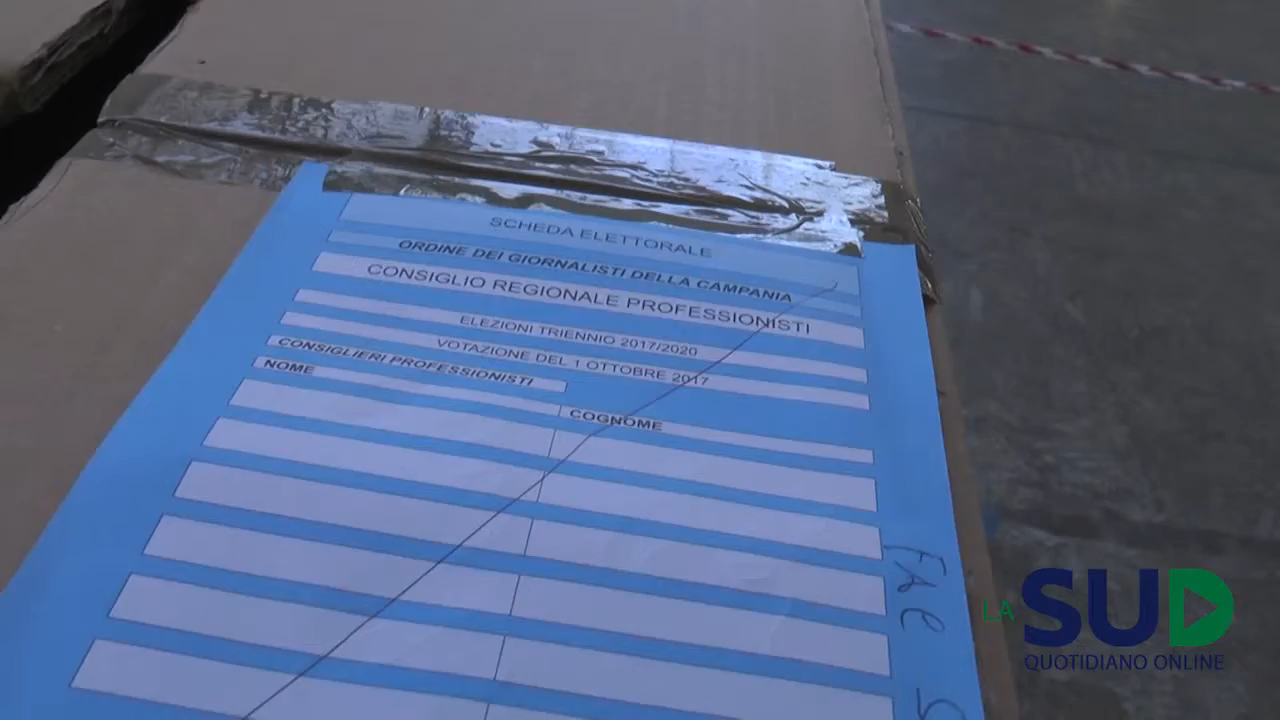 SCHEDA ELETTORALE
ORDINE DEI GIORNALISTI DELLA CAMPANIA
CONSIGLIO REGIONALE PROFESSIONISTI
ELEZIONI TRIENNIO 2017/2020
VOTAZIONE DEL 1 OTTOBRE 2017
CONSIGLIERI PROFESSIONISTI
NOME
COGNOME
LA SUD
QUOTIDIANO ONLINE